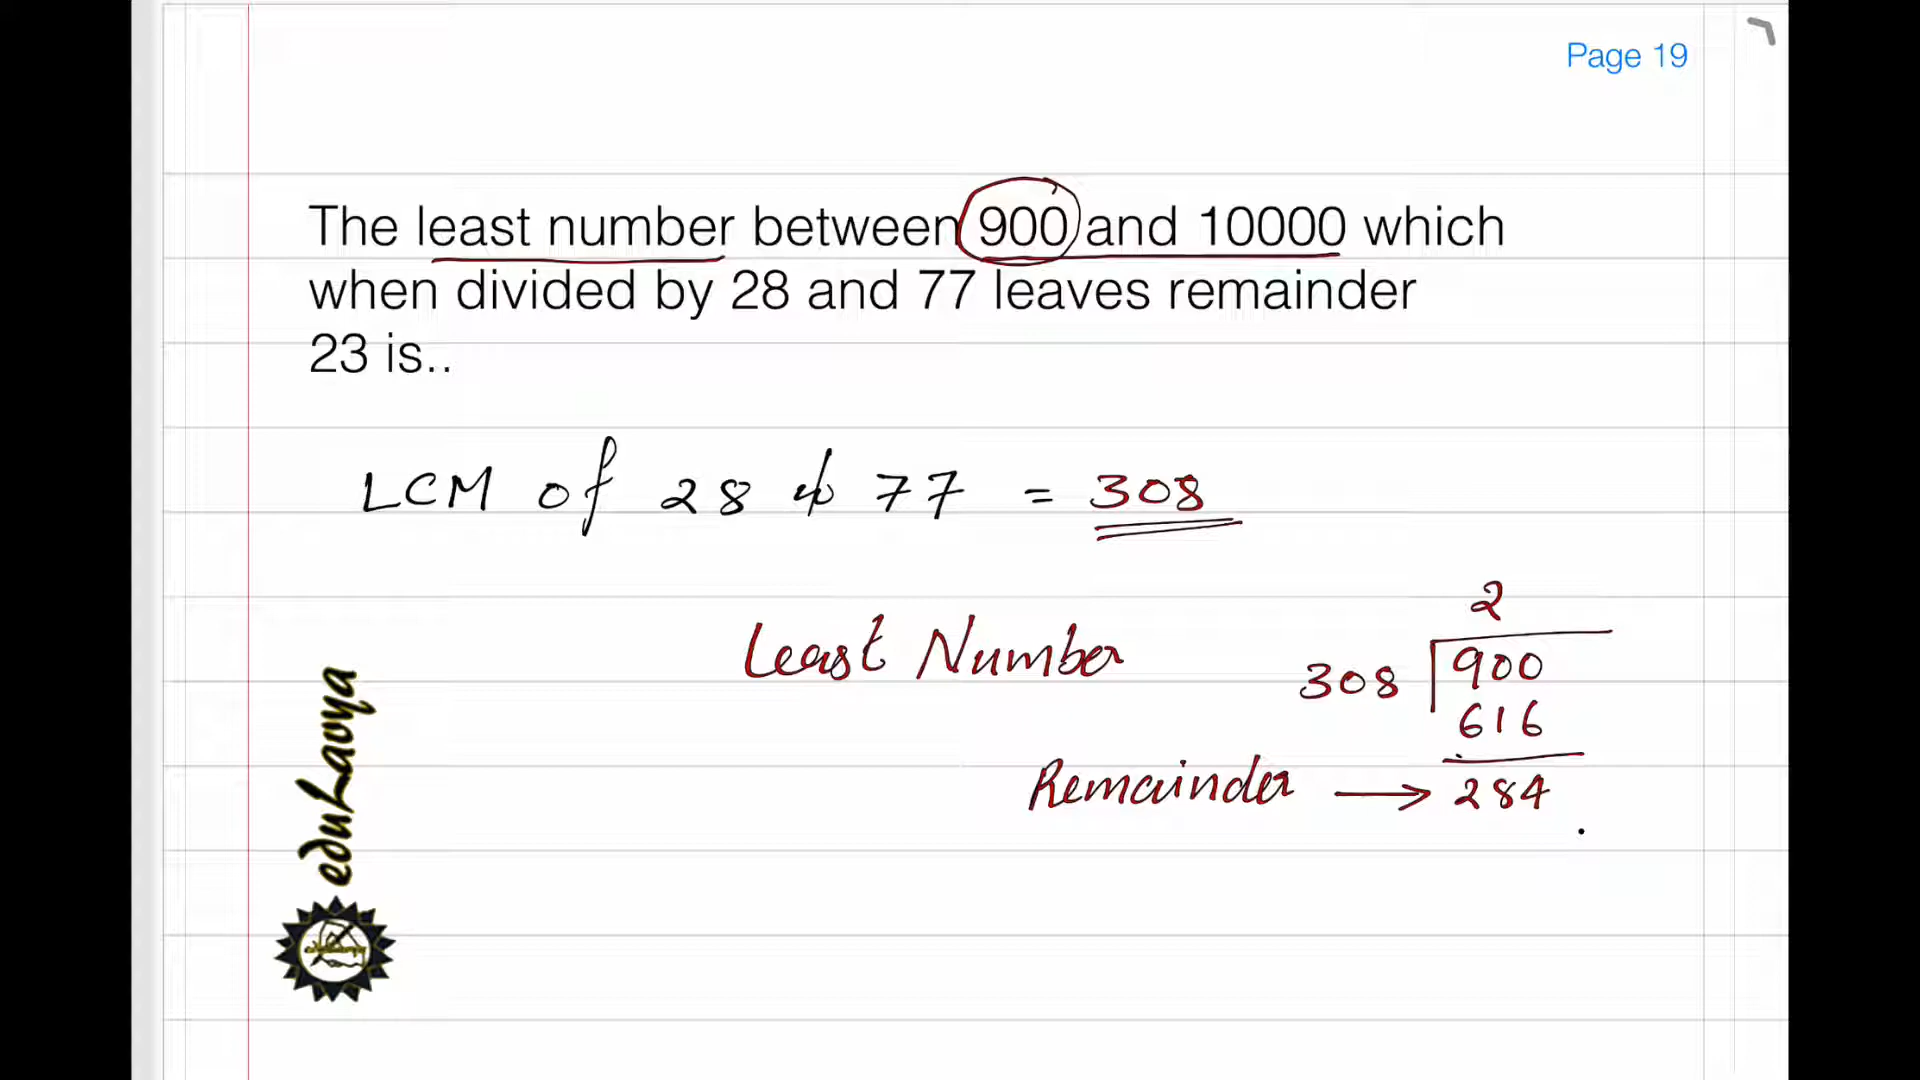 Page 19
The least number between 900 and 10000 which
when divided by 28 and 77 leaves remainder
23 is..
LCM of 28 & 77 = 308
2
Least Number 308 900
616
Remainder → 284
eduLavya